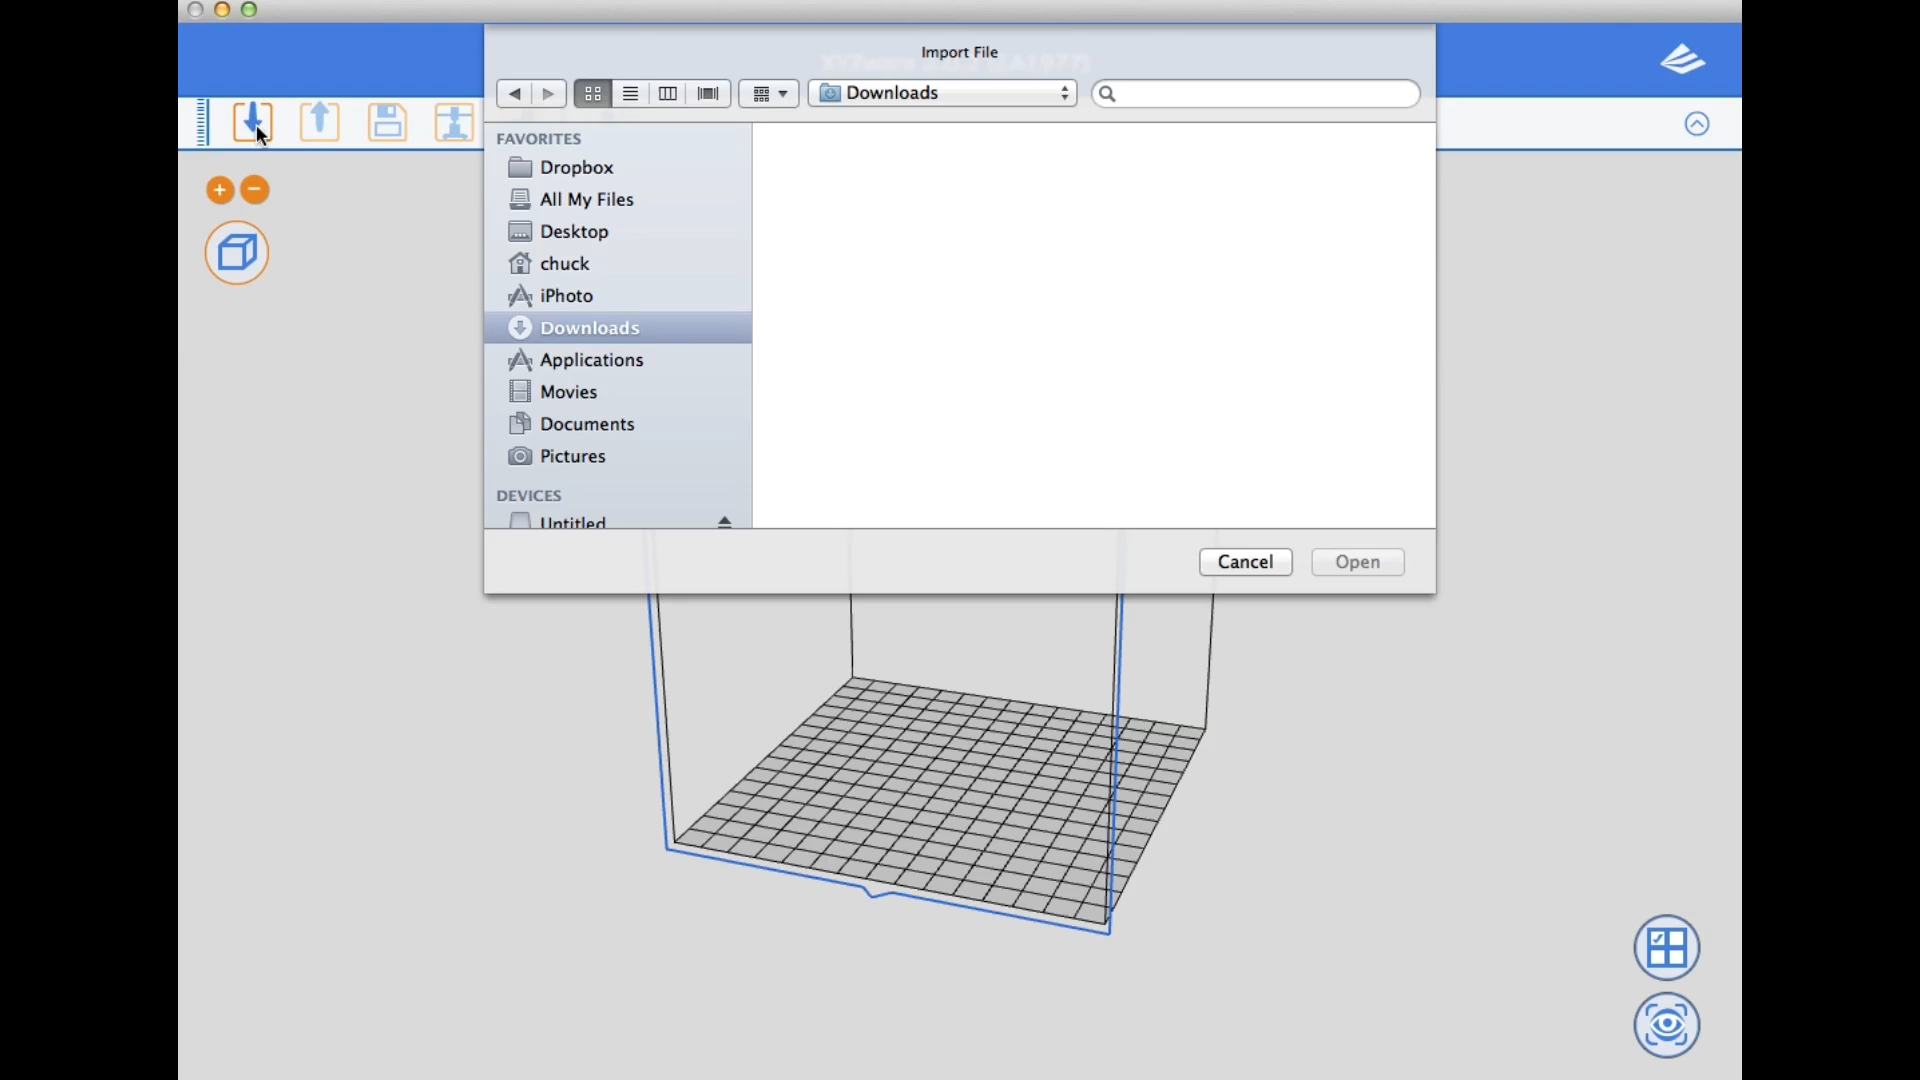 Import File
Downloads
FAVORITES
Dropbox
All My Files
Desktop
chuck
iPhoto
Downloads
Applications
Movies
Documents
Pictures
DEVICES
Untitled
Cancel
Open